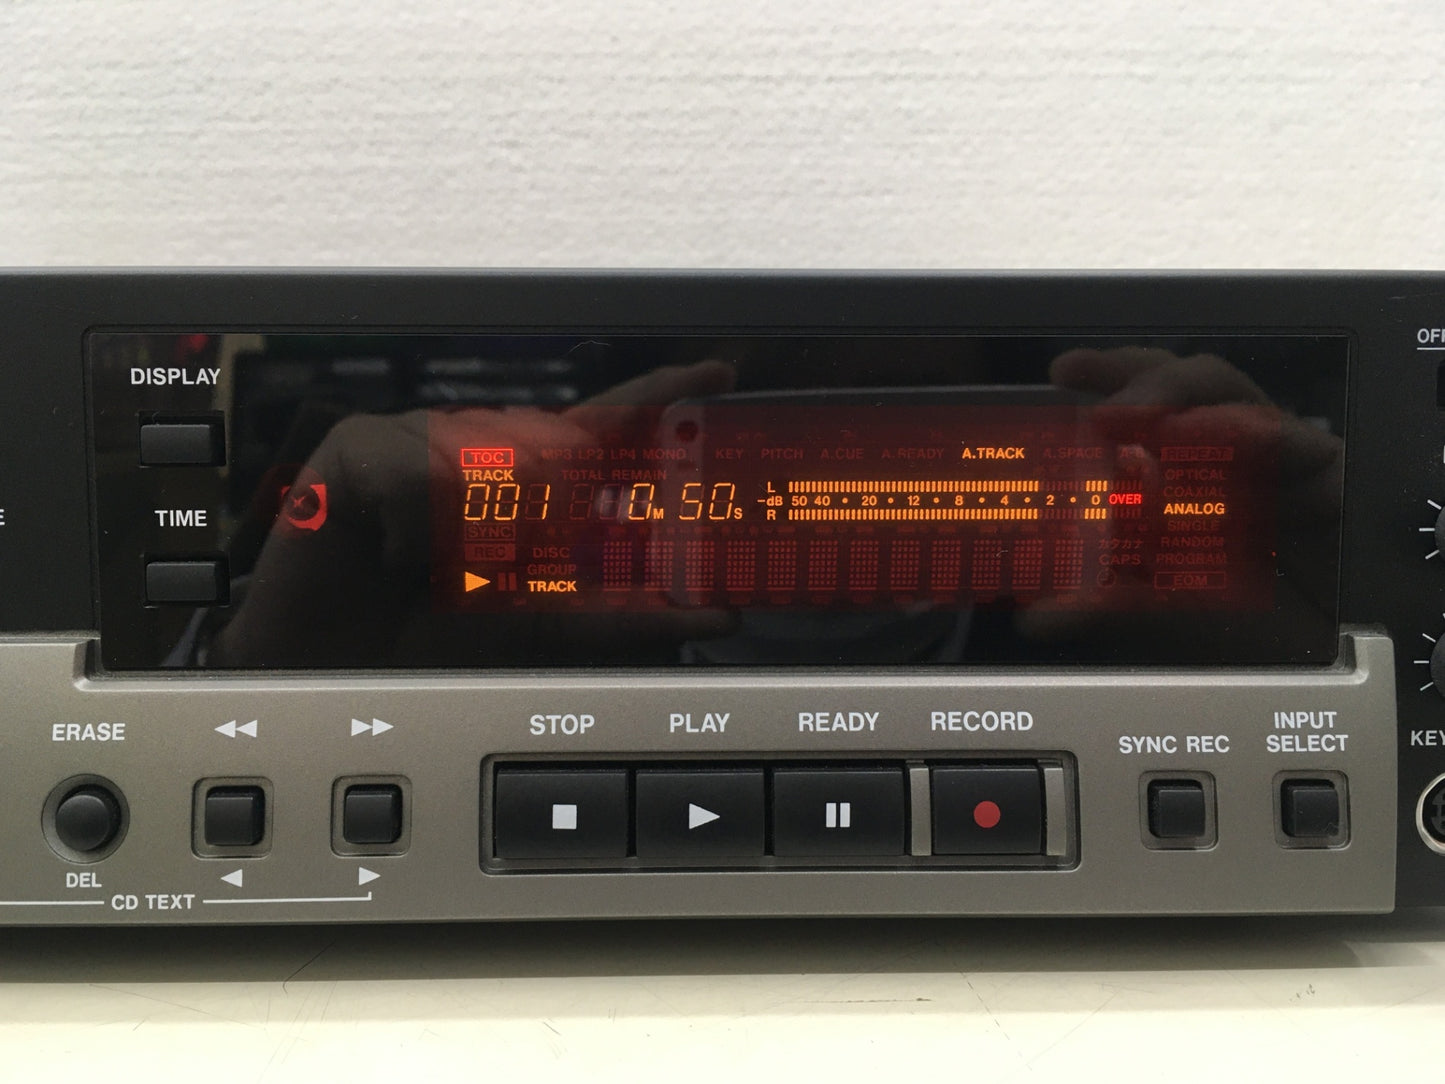 DISPLAY
TIME
E
TOC
MP3 LP2 LP4 MONO KEY PITCH A.CUE A.READY A.TRACK A.SPACE A-B REPEAT
TRACK TOTAL REMAIN OPTICAL
COAXIAL
001 0M 50S
L
-dB 50 40 • 20 • 12 • 8 • 4 • 2 • 0 OVER
R
ANALOG
SYNC SINGLE
REC DISC カタカナ RANDOM
GROUP CAPS PROGRAM
TRACK EOM
OFF
KEY
ERASE
STOP PLAY READY RECORD
SYNC REC
INPUT
SELECT
DEL
CD TEXT